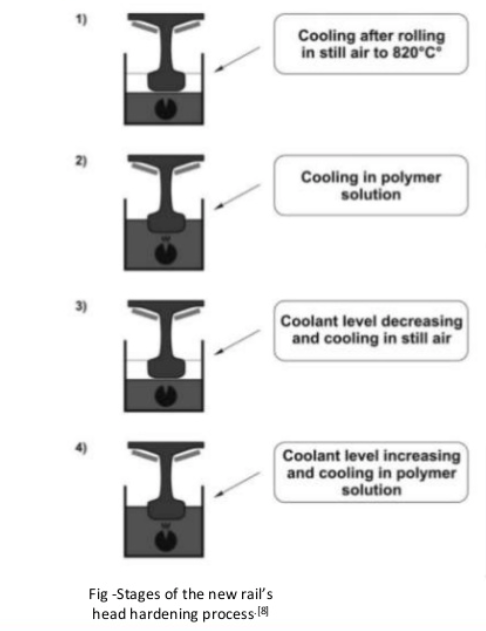 1)
Cooling after rolling
in still air to 820°C°
2)
Cooling in polymer
solution
3)
Coolant level decreasing
and cooling in still air
4)
Coolant level increasing
and cooling in polymer
solution
Fig -Stages of the new rail's
head hardening process.[8]